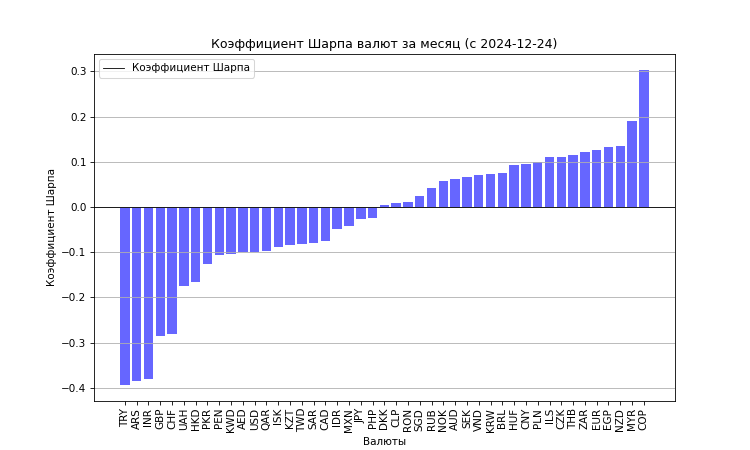 Коэффициент Шарпа валют за месяц (с 2024-12-24)
Коэффициент Шарпа
0.3
0.2
0.1
0.0
−0.1
−0.2
−0.3
−0.4
Коэффициент Шарпа
TRY ARS INR GBP CHF UAH HKD PKR PEN KWD AED USD QAR ISK KZT TWD SAR CAD IDR MXN JPY PHP DKK CLP RON SGD RUB NOK AUD SEK VND KRW BRL HUF CNY PLN ILS CZK THB ZAR EUR EGP NZD MYR COP
Валюты